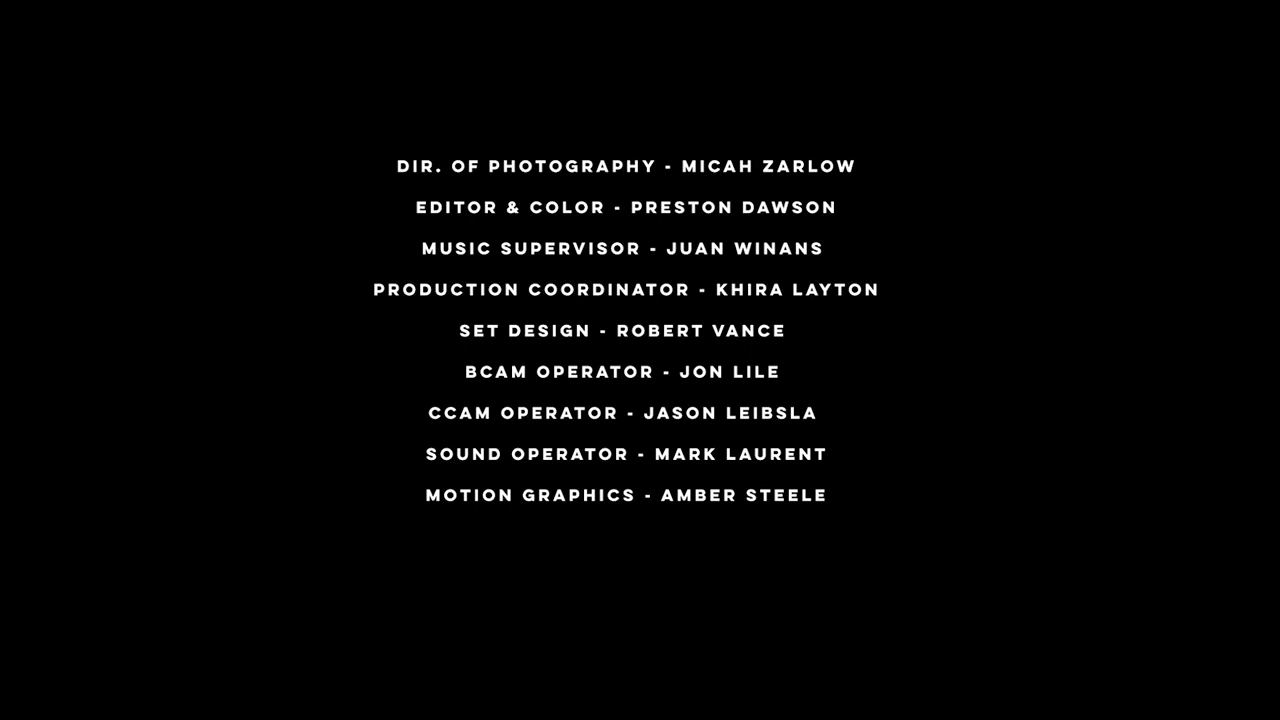 DIR. OF PHOTOGRAPHY - MICAH ZARLOW
EDITOR & COLOR - PRESTON DAWSON
MUSIC SUPERVISOR - JUAN WINANS
PRODUCTION COORDINATOR - KHIRA LAYTON
SET DESIGN - ROBERT VANCE
BCAM OPERATOR - JON LILE
CCAM OPERATOR - JASON LEIBSLA
SOUND OPERATOR - MARK LAURENT
MOTION GRAPHICS - AMBER STEELE